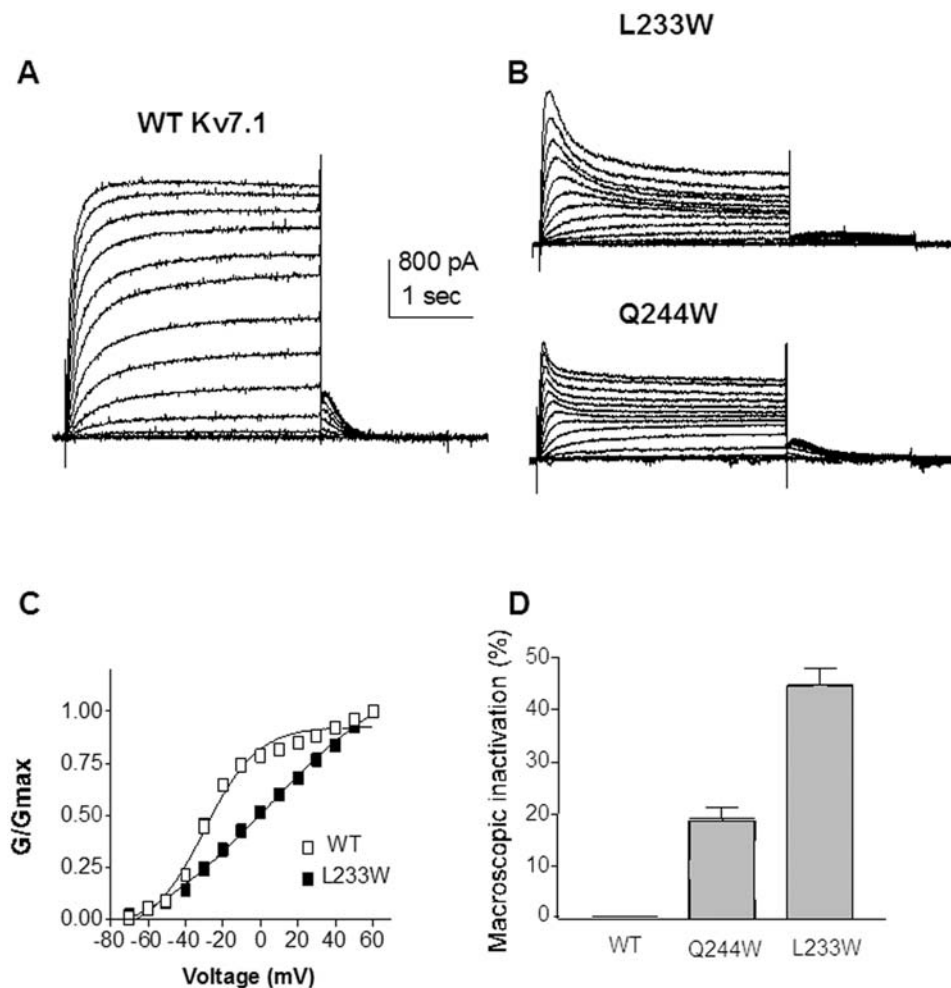 L233W
A
B
WT Kv7.1
800 pA
1 sec
Q244W
C
D
G/Gmax
1.00
0.75
0.50
0.25
0.00
WT
L233W
-80 -60 -40 -20 0 20 40 60
Voltage (mV)
Macroscopic inactivation (%)
50
40
30
20
10
0
WT
Q244W
L233W